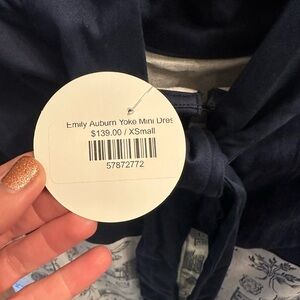 Emily Auburn Yoke Mini Dres
$139.00 / XSmall
57872772